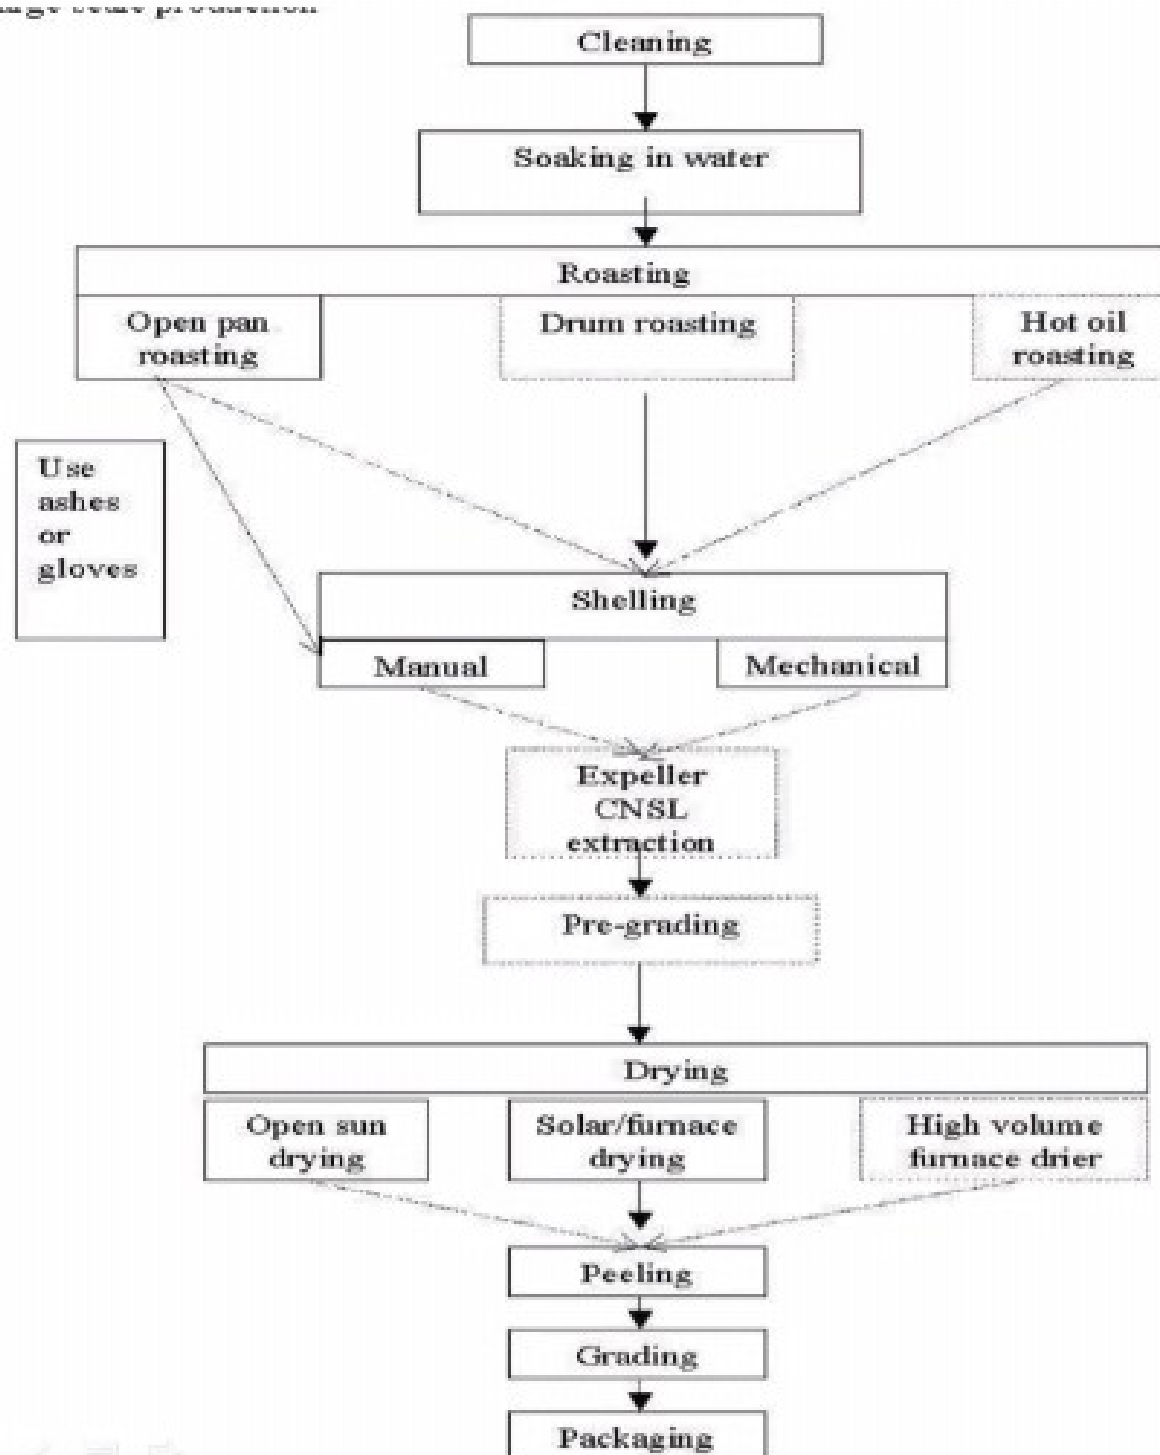 Cleaning
Soaking in water
Roasting
Open pan
roasting
Drum roasting
Hot oil
roasting
Use
ashes
or
gloves
Shelling
Manual
Mechanical
Expeller
CNSL
extraction
Pre-grading
Drying
Open sun
drying
Solar/furnace
drying
High volume
furnace drier
Peeling
Grading
Packaging